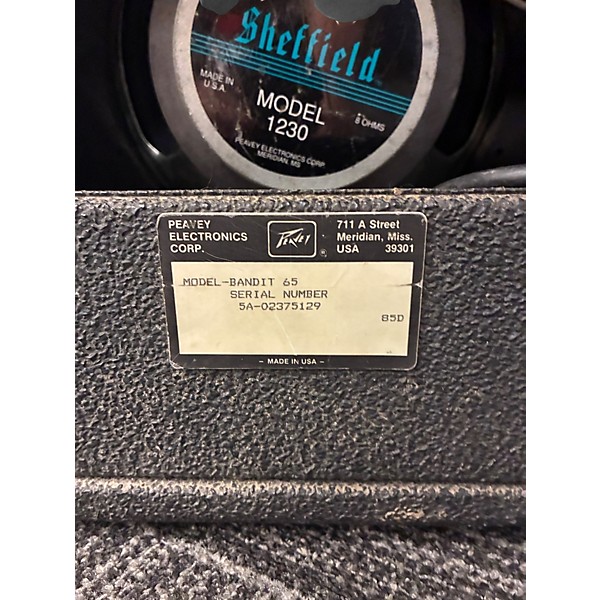 Sheffield
MADE IN
U.S.A
MODEL
1230
8 OHMS
PEAVEY ELECTRONICS CORP
MERIDIAN, MS
PEAVEY
ELECTRONICS
CORP.
PEAVEY
®
711 A Street
Meridian, Miss.
USA 39301
MODEL-BANDIT 65
SERIAL NUMBER
5A-02375129
85D
– MADE IN USA –